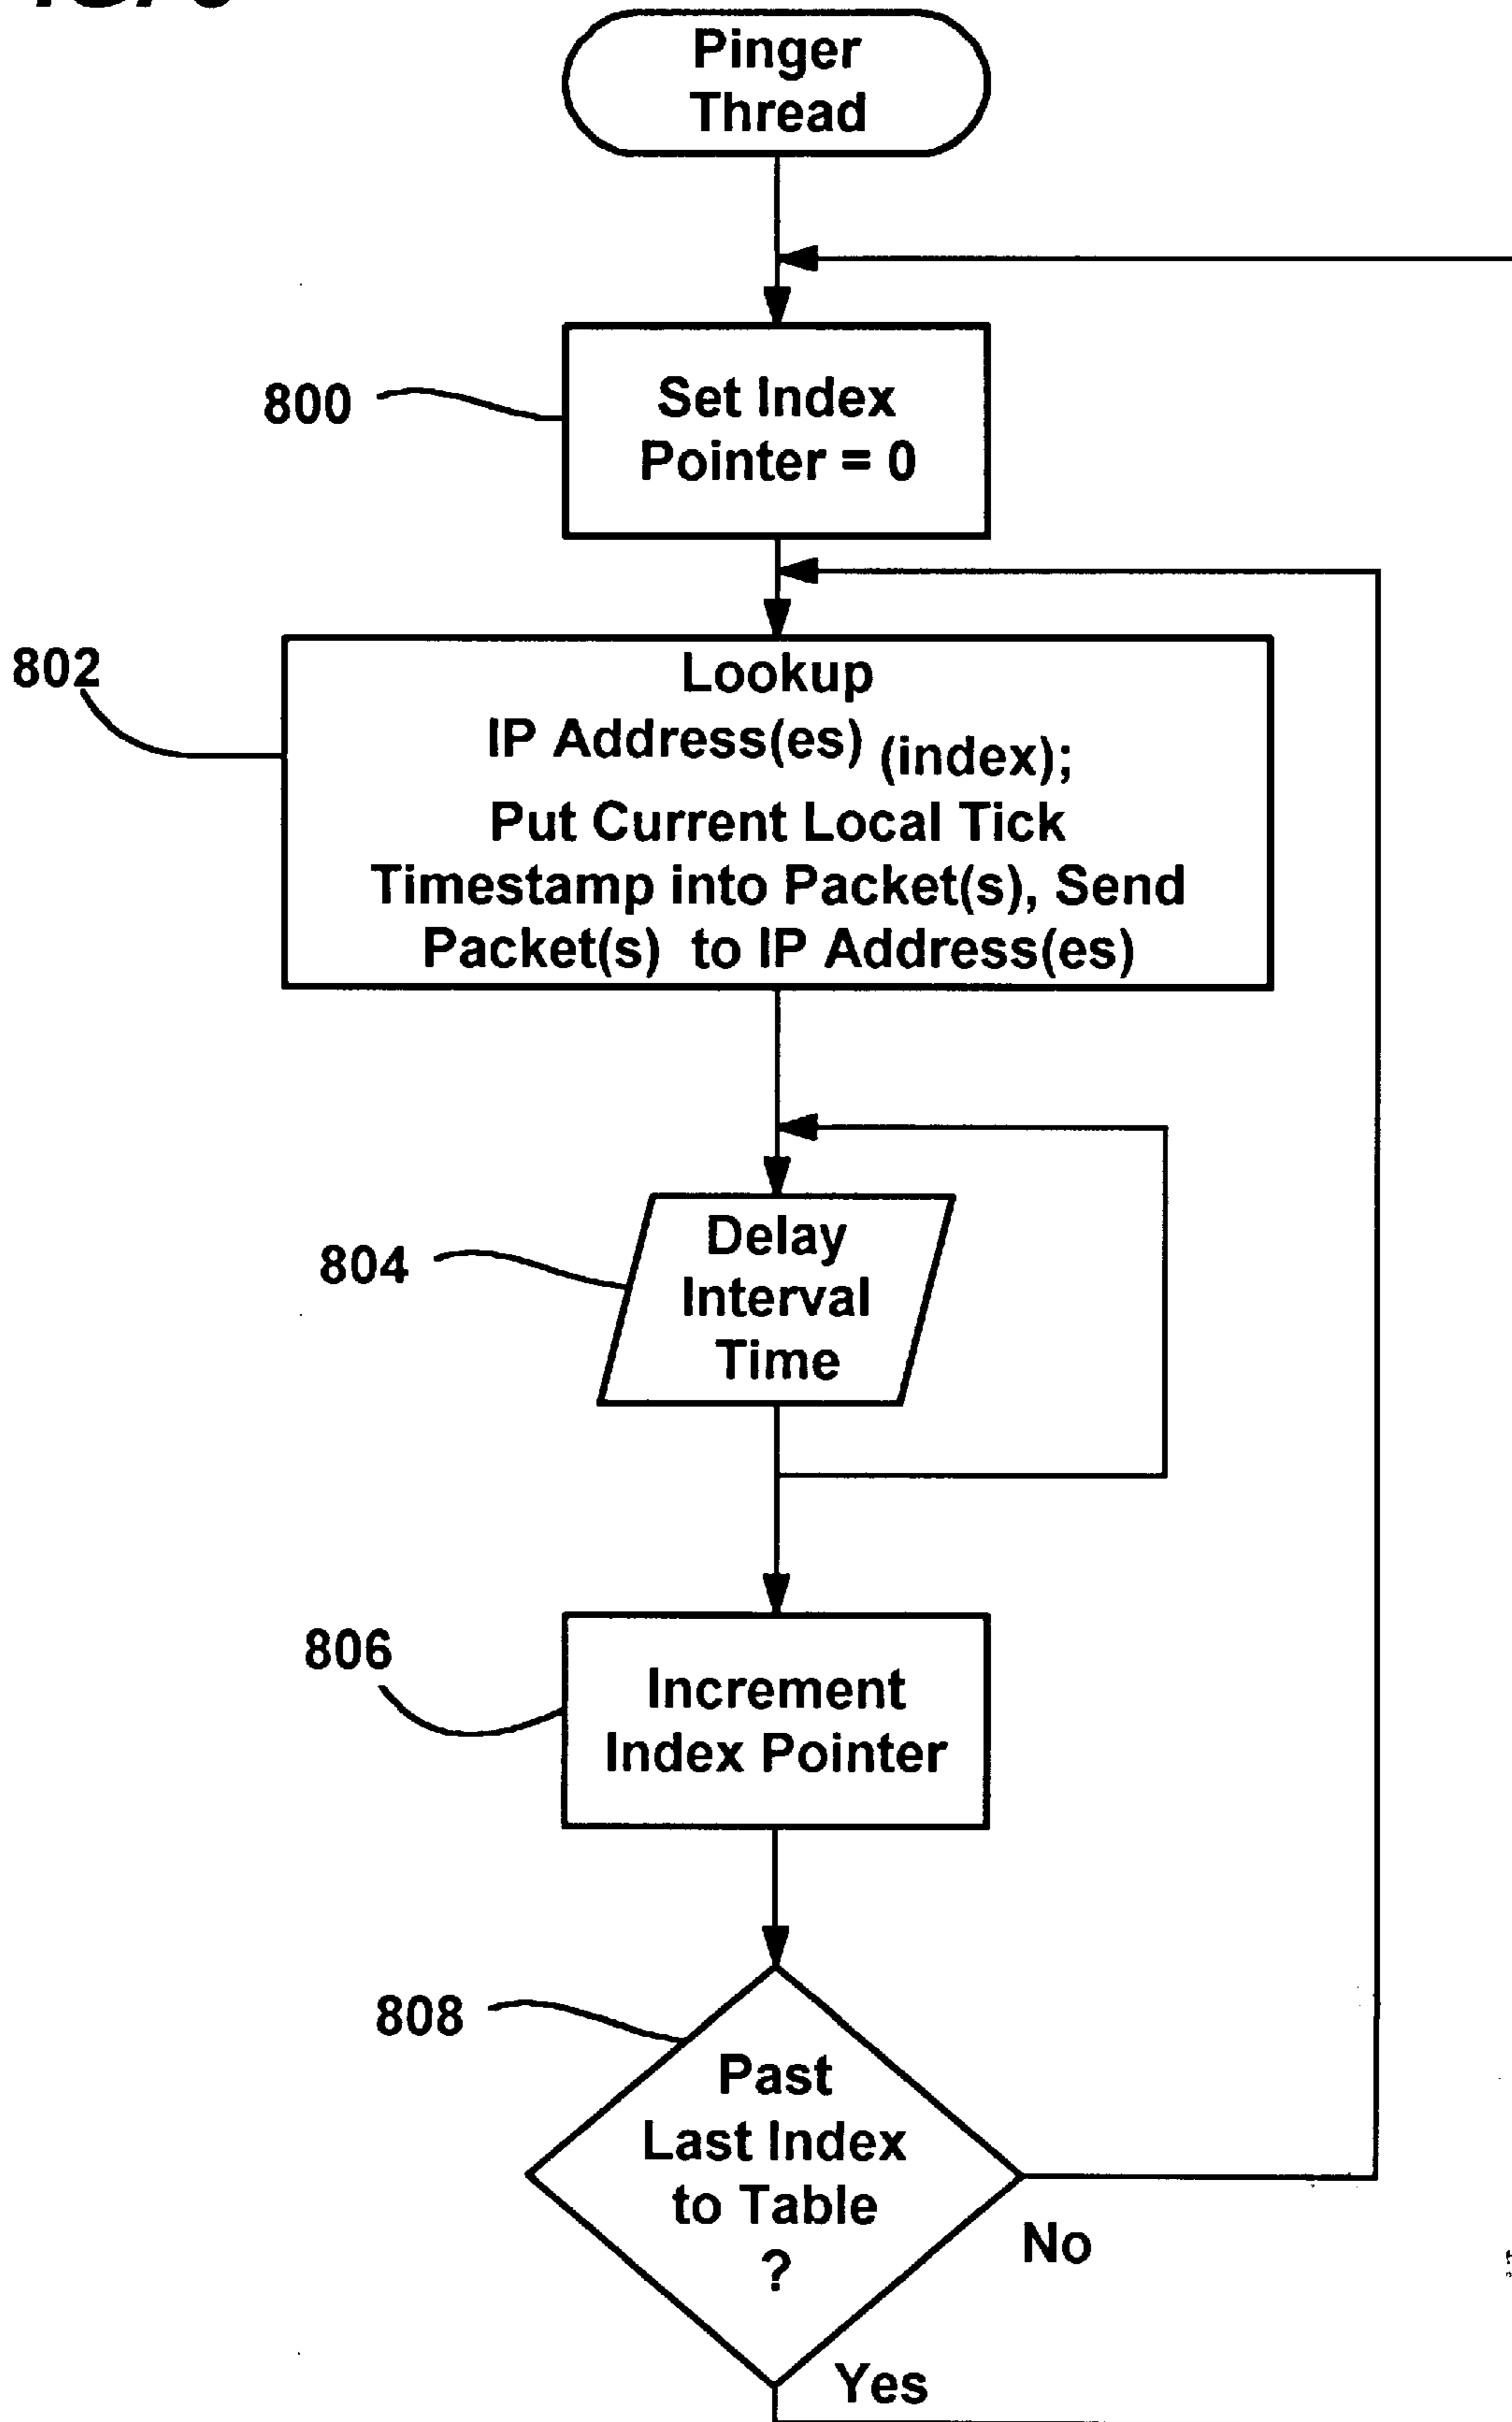 Pinger
Thread
800
Set Index
Pointer = 0
802
Lookup
IP Address(es) (index);
Put Current Local Tick
Timestamp into Packet(s), Send
Packet(s) to IP Address(es)
804
Delay
Interval
Time
806
Increment
Index Pointer
808
Past
Last Index
to Table
?
No
Yes